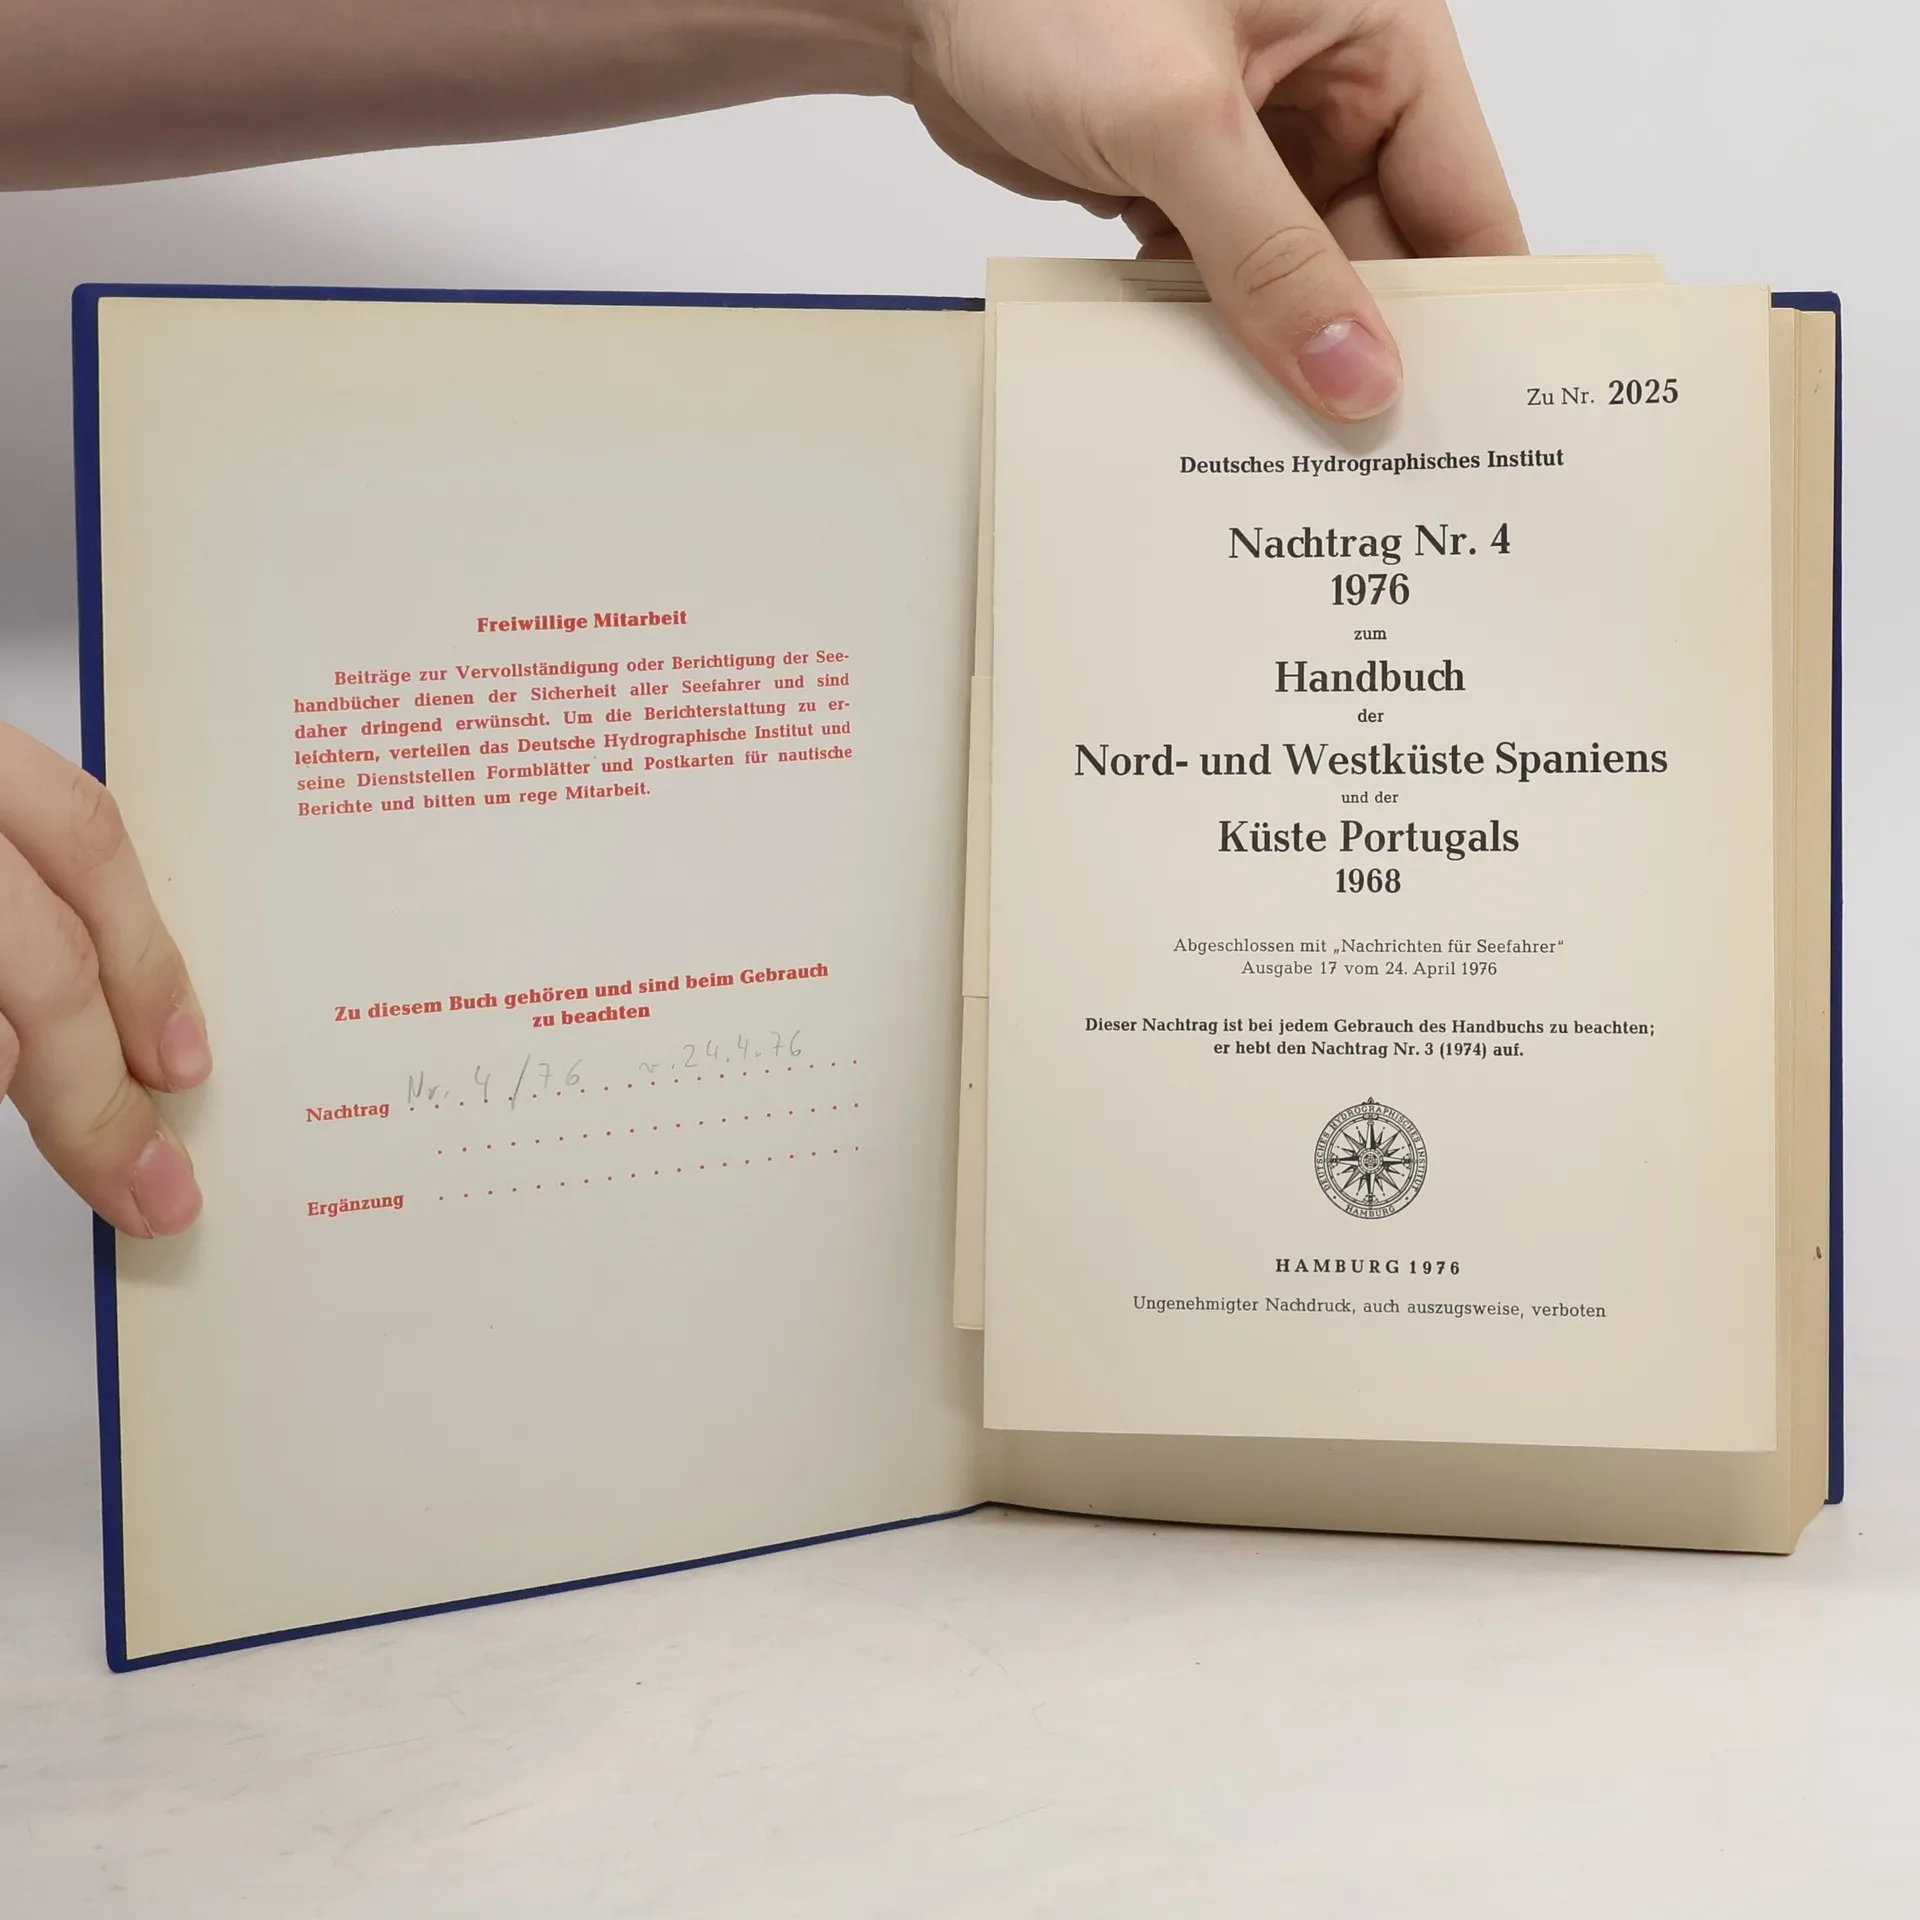 Freiwillige Mitarbeit
Beiträge zur Vervollständigung oder Berichtigung der See-
handbücher dienen der Sicherheit aller Seefahrer und sind
daher dringend erwünscht. Um die Berichterstattung zu er-
leichtern, verteilen das Deutsche Hydrographische Institut und
seine Dienststellen Formblätter und Postkarten für nautische
Berichte und bitten um rege Mitarbeit.
Zu diesem Buch gehören und sind beim Gebrauch
zu beachten
Nachtrag Nr. 4/76 v. 24.4.76
Ergänzung
Zu Nr. 2025
Deutsches Hydrographisches Institut
Nachtrag Nr. 4
1976
zum
Handbuch
der
Nord- und Westküste Spaniens
und der
Küste Portugals
1968
Abgeschlossen mit „Nachrichten für Seefahrer“
Ausgabe 17 vom 24. April 1976
Dieser Nachtrag ist bei jedem Gebrauch des Handbuchs zu beachten;
er hebt den Nachtrag Nr. 3 (1974) auf.
DEUTSCHES HYDROGRAPHISCHES INSTITUT
HAMBURG
HAMBURG 1976
Ungenehmigter Nachdruck, auch auszugsweise, verboten